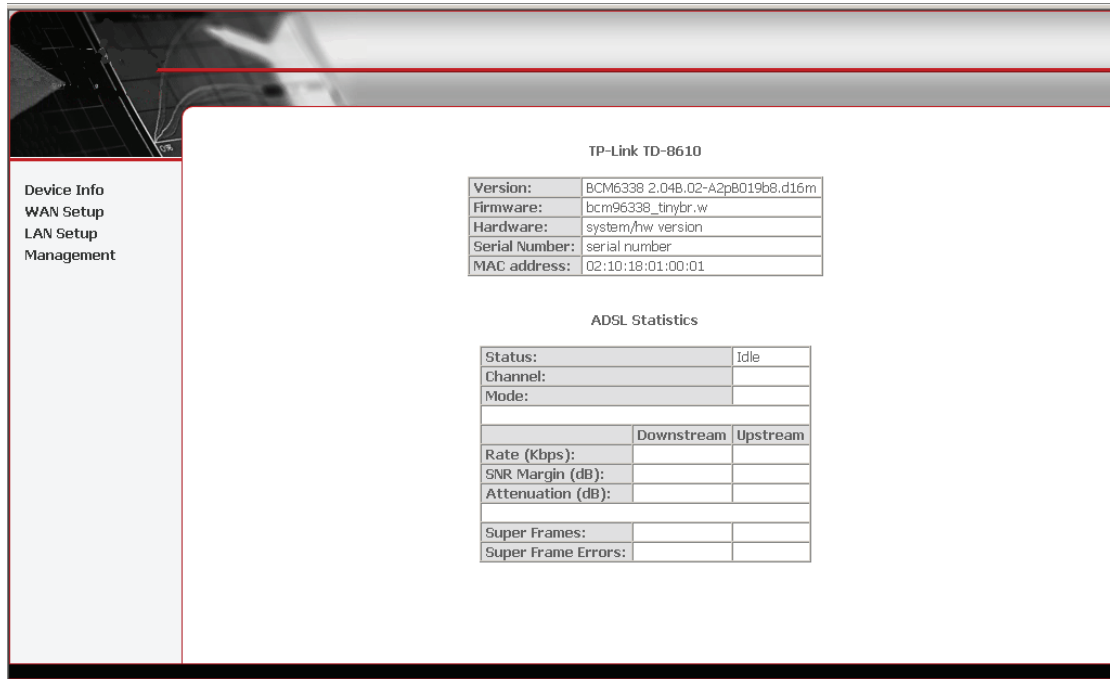 0%
Device Info
WAN Setup
LAN Setup
Management
TP-Link TD-8610
Version: BCM6338 2.04B.02-A2pB019b8.d16m
Firmware: bcm96338_tinybr.w
Hardware: system/hw version
Serial Number: serial number
MAC address: 02:10:18:01:00:01
ADSL Statistics
Status: Idle
Channel:
Mode:
Downstream Upstream
Rate (Kbps):
SNR Margin (dB):
Attenuation (dB):
Super Frames:
Super Frame Errors: